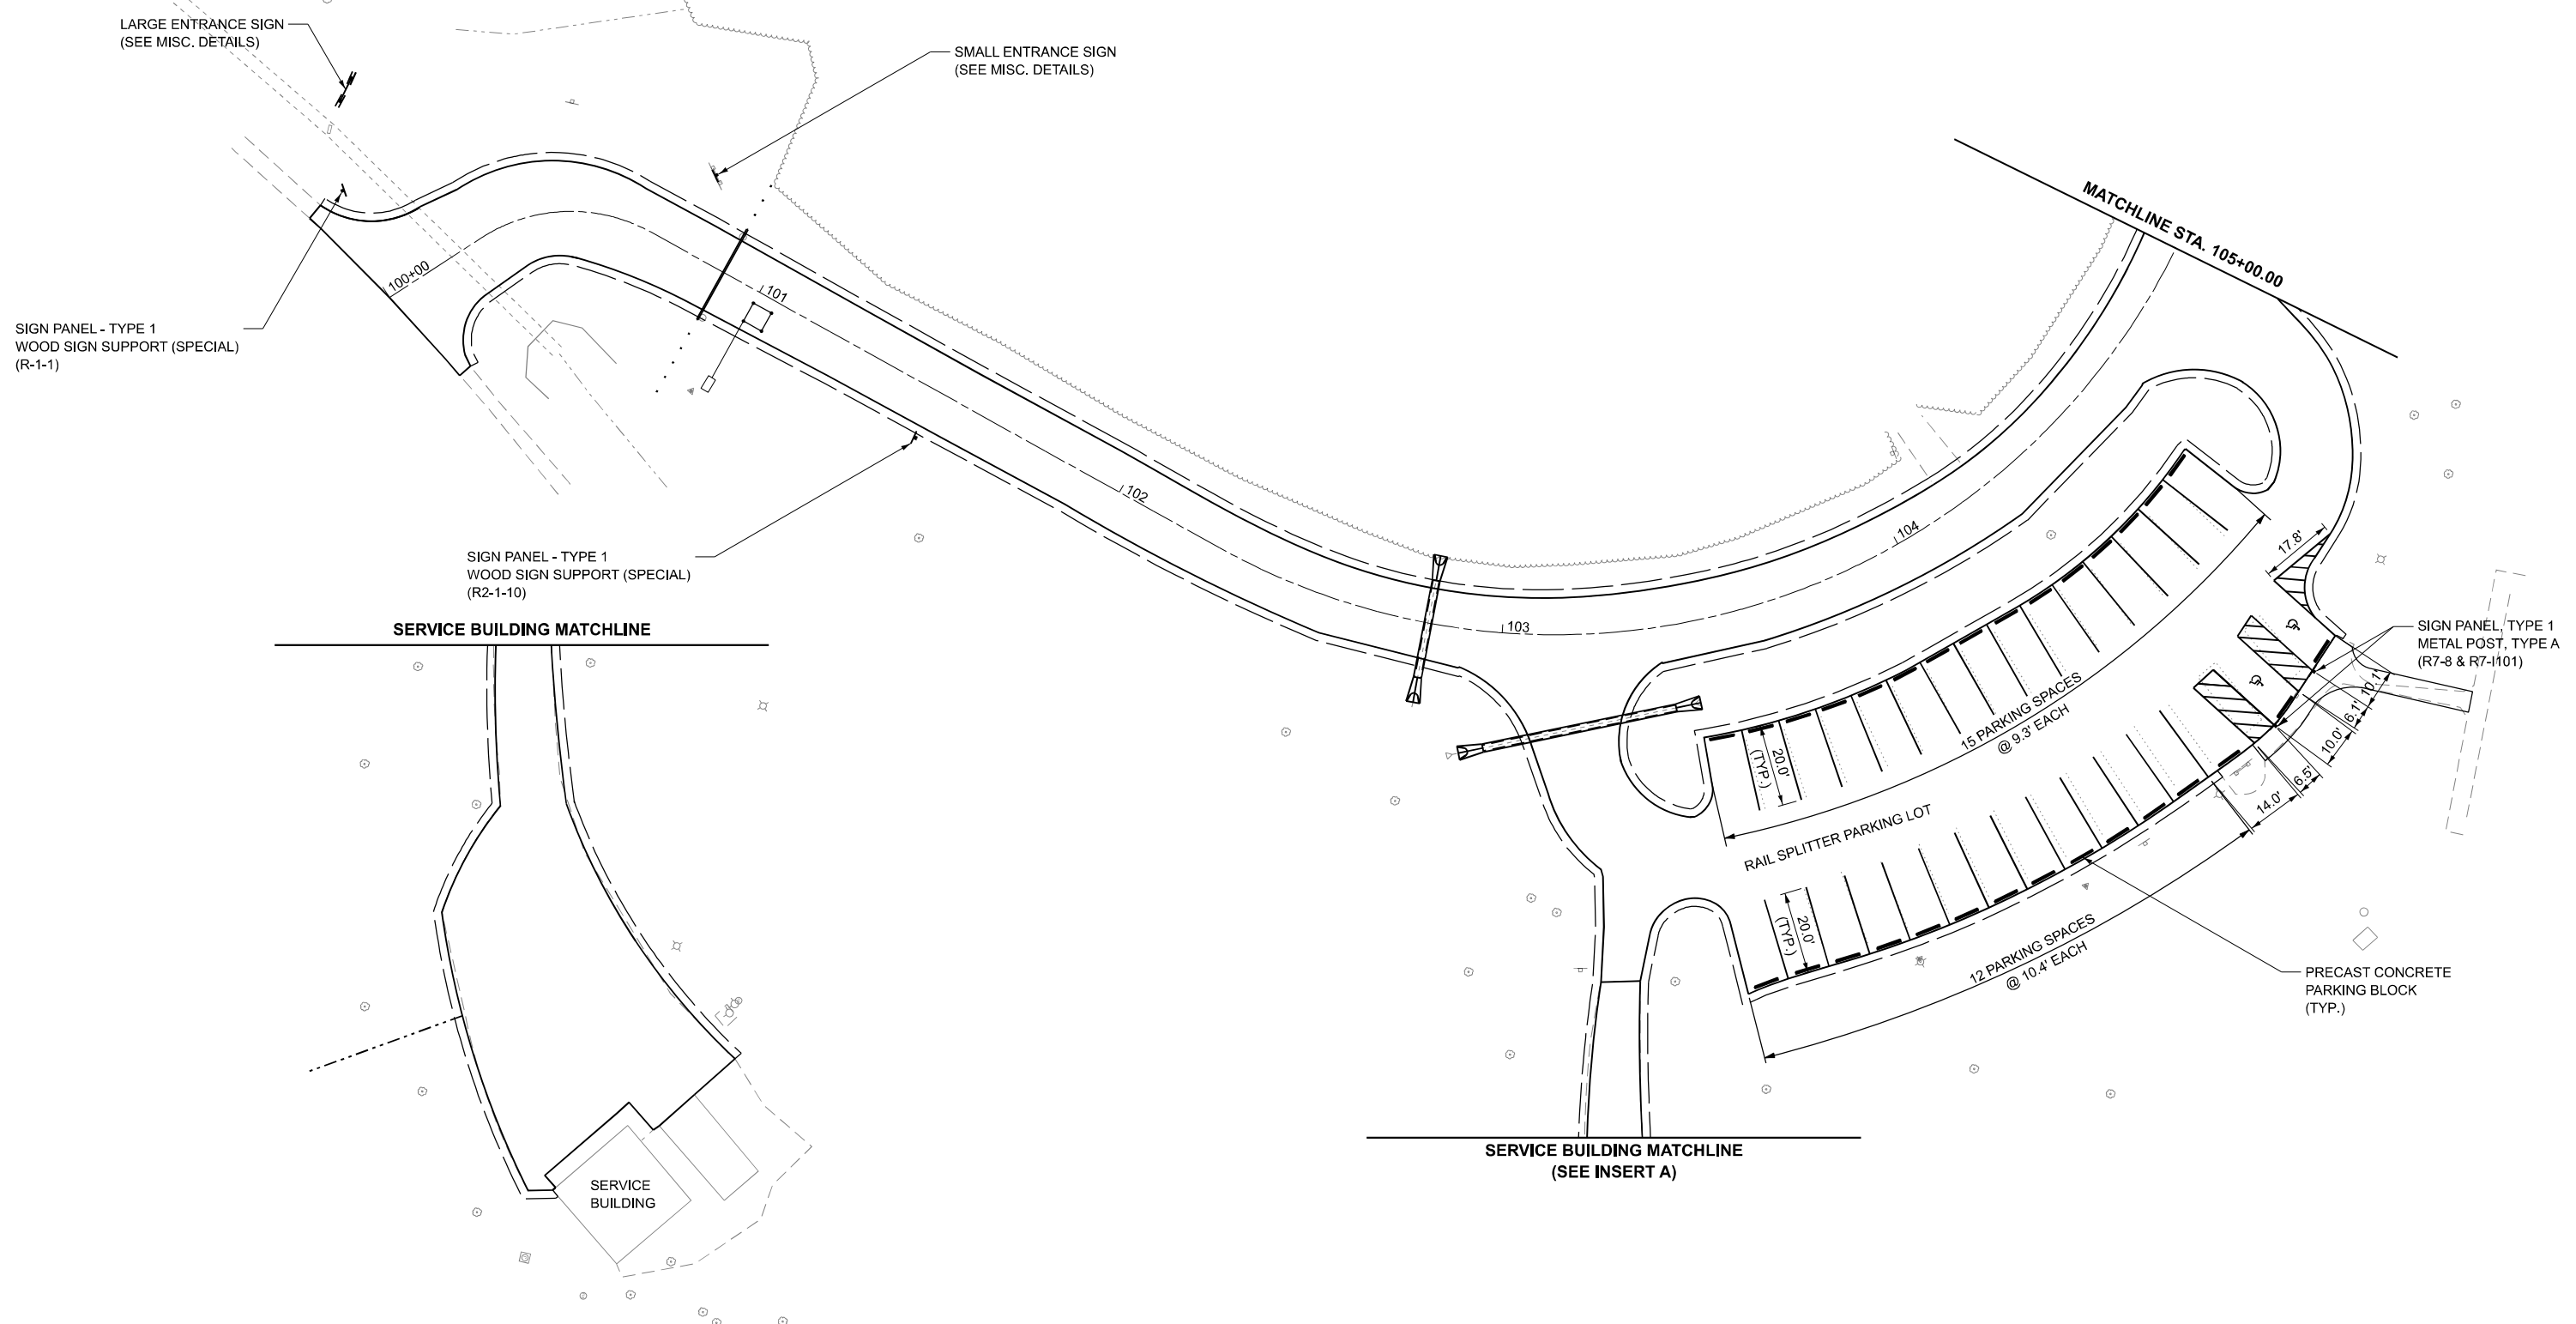 LARGE ENTRANCE SIGN
(SEE MISC. DETAILS)
SMALL ENTRANCE SIGN
(SEE MISC. DETAILS)
MATCHLINE STA. 105+00.00
100+00
101
SIGN PANEL - TYPE 1
WOOD SIGN SUPPORT (SPECIAL)
(R-1-1)
102
104
103
SIGN PANEL - TYPE 1
WOOD SIGN SUPPORT (SPECIAL)
(R2-1-10)
17.8'
SERVICE BUILDING MATCHLINE
SIGN PANEL, TYPE 1
METAL POST, TYPE A
(R7-8 & R7-I101)
10.1'
6.1'
10.0'
6.5'
14.0'
15 PARKING SPACES
@ 9.3' EACH
20.0'
(TYP.)
RAIL SPLITTER PARKING LOT
20.0'
(TYP.)
12 PARKING SPACES
@ 10.4' EACH
PRECAST CONCRETE
PARKING BLOCK
(TYP.)
SERVICE BUILDING MATCHLINE
(SEE INSERT A)
SERVICE
BUILDING